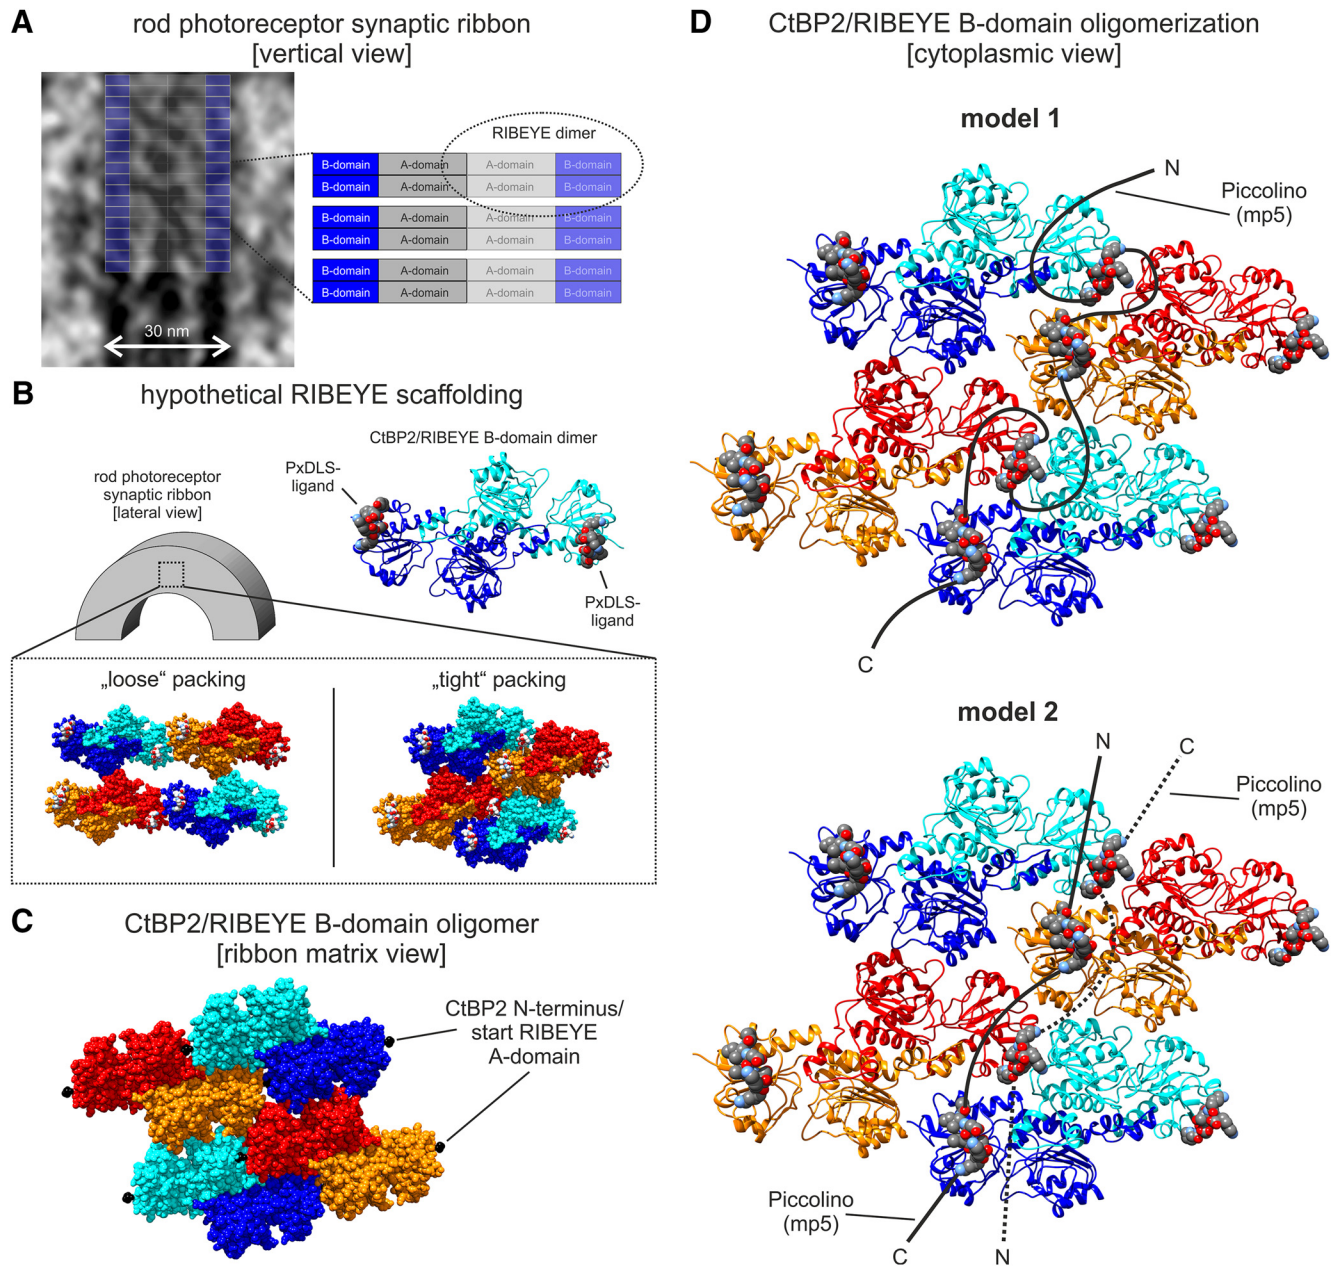 A
rod photoreceptor synaptic ribbon
[vertical view]
RIBEYE dimer
B-domain A-domain A-domain B-domain
B-domain A-domain A-domain B-domain
B-domain A-domain A-domain B-domain
B-domain A-domain A-domain B-domain
B-domain A-domain A-domain B-domain
B-domain A-domain A-domain B-domain
30 nm
B
hypothetical RIBEYE scaffolding
CtBP2/RIBEYE B-domain dimer
PxDLS-
ligand
rod photoreceptor
synaptic ribbon
[lateral view]
PxDLS-
ligand
„loose“ packing
„tight“ packing
C
CtBP2/RIBEYE B-domain oligomer
[ribbon matrix view]
CtBP2 N-terminus/
start RIBEYE
A-domain
D
CtBP2/RIBEYE B-domain oligomerization
[cytoplasmic view]
model 1
N
Piccolino
(mp5)
C
model 2
N
C
Piccolino
(mp5)
Piccolino
(mp5)
C
N